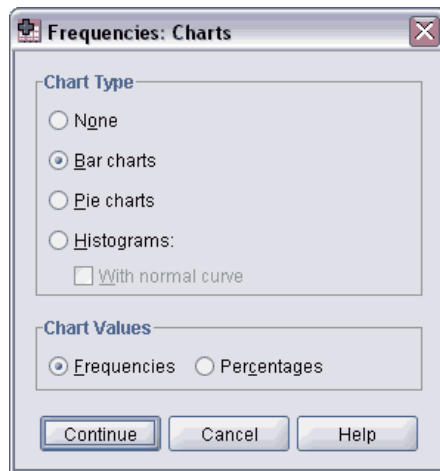 Frequencies: Charts
Chart Type
None
Bar charts
Pie charts
Histograms:
With normal curve
Chart Values
Frequencies Percentages
Continue Cancel Help